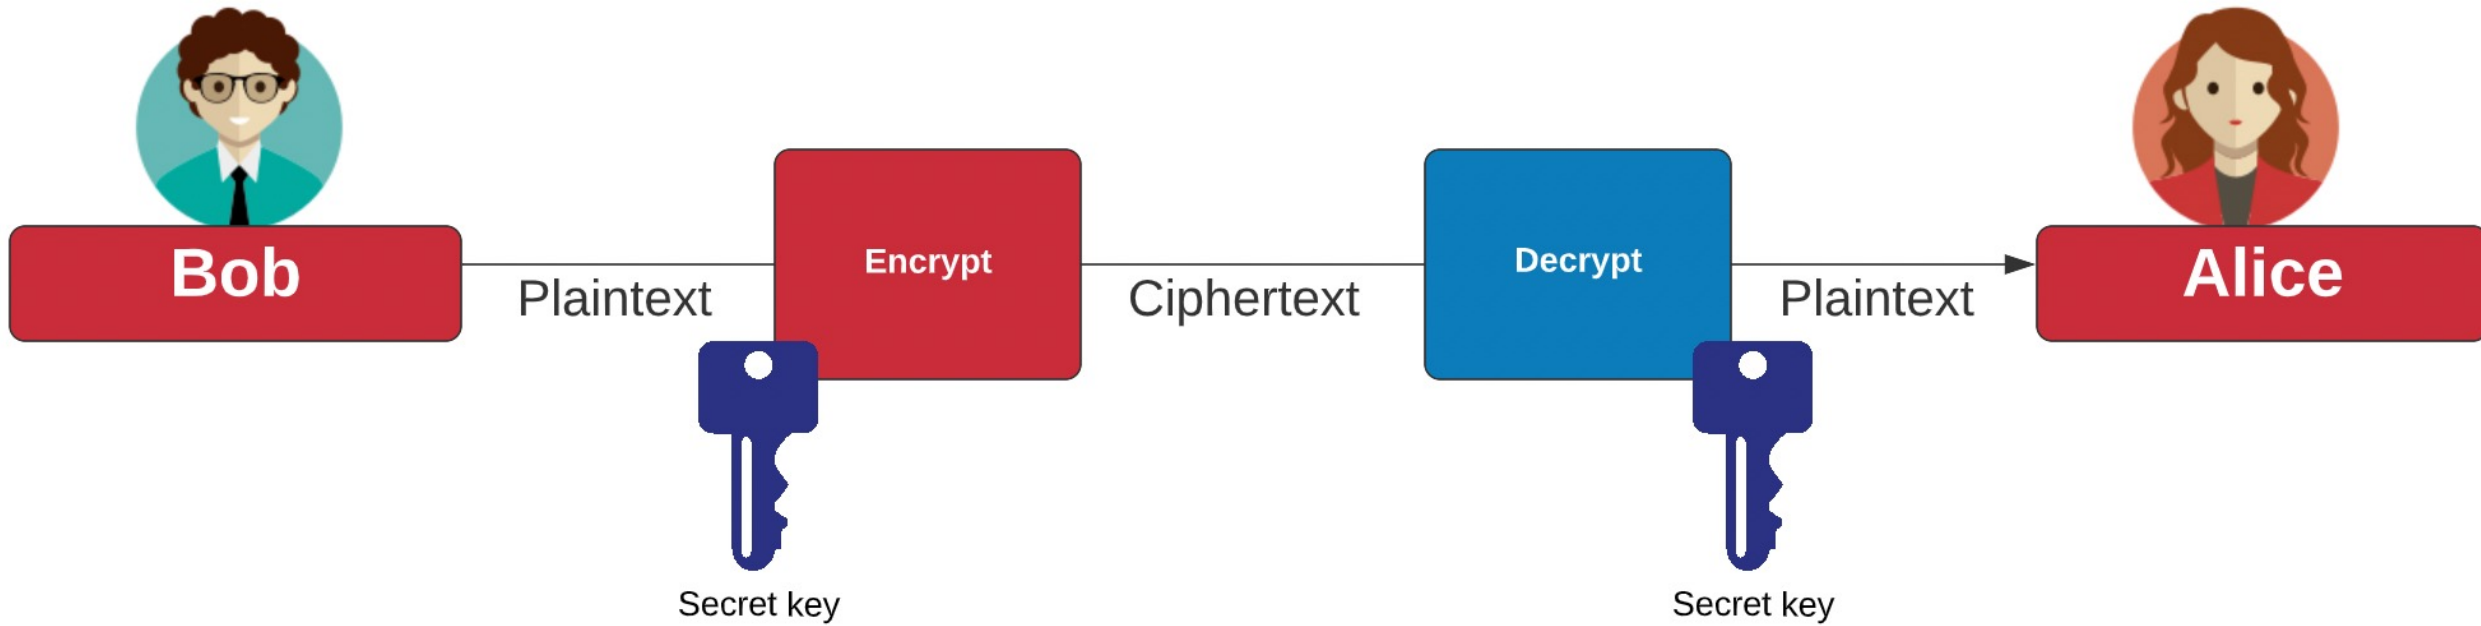 Bob
Plaintext
Encrypt
Ciphertext
Decrypt
Plaintext
Alice
Secret key
Secret key